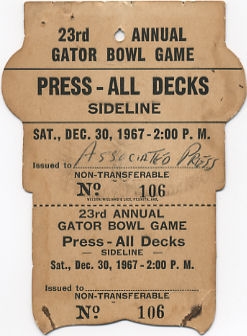 23rd ANNUAL
GATOR BOWL GAME
PRESS - ALL DECKS
SIDELINE
SAT., DEC. 30, 1967 - 2:00 P. M.
Issued to Associated Press
NON-TRANSFERABLE
No 106
23rd ANNUAL
GATOR BOWL GAME
Press - All Decks
— SIDELINE —
Sat., Dec. 30, 1967 - 2:00 P. M.
Issued to
NON-TRANSFERABLE
No 106